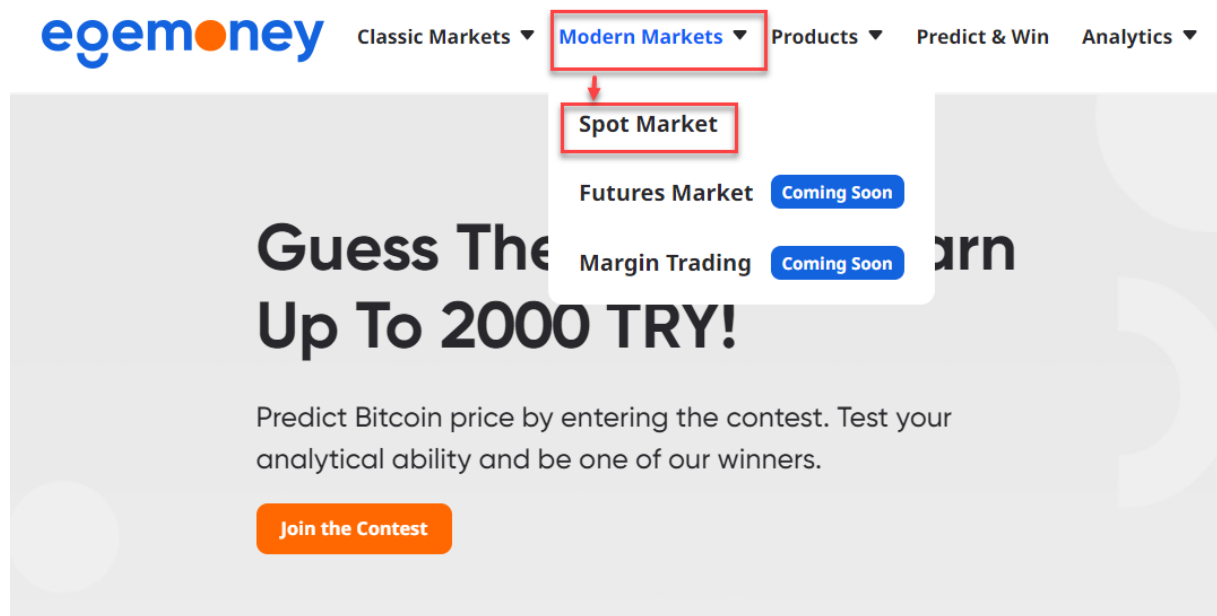 egemoney Classic Markets Modern Markets Products Predict & Win Analytics
Spot Market
Futures Market Coming Soon
Margin Trading Coming Soon
Guess The arn
Up To 2000 TRY!
Predict Bitcoin price by entering the contest. Test your
analytical ability and be one of our winners.
Join the Contest